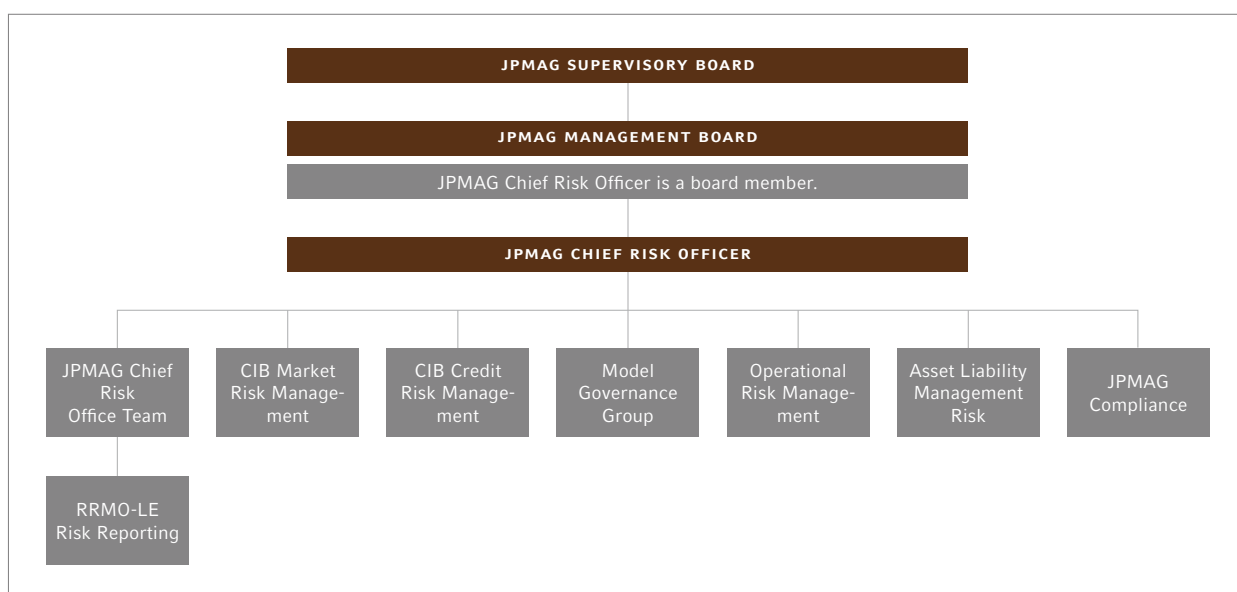 JPMAG SUPERVISORY BOARD
JPMAG MANAGEMENT BOARD
JPMAG Chief Risk Officer is a board member.
JPMAG CHIEF RISK OFFICER
JPMAG Chief
Risk
Office Team
CIB Market
Risk Manage-
ment
CIB Credit
Risk Manage-
ment
Model
Governance
Group
Operational
Risk Manage-
ment
Asset Liability
Management
Risk
JPMAG
Compliance
RRMO-LE
Risk Reporting